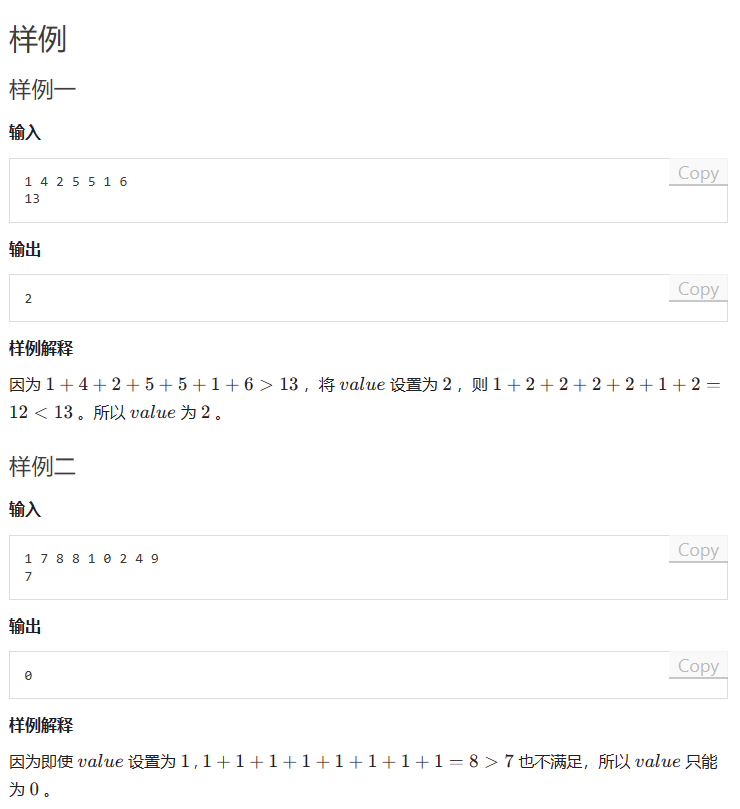 样例
样例一
输入
Copy
1 4 2 5 5 1 6
13
输出
Copy
2
样例解释
因为 1 + 4 + 2 + 5 + 5 + 1 + 6 > 13 ，将 value 设置为 2 ，则 1 + 2 + 2 + 2 + 2 + 1 + 2 =
12 < 13 。所以 value 为 2 。
样例二
输入
Copy
1 7 8 8 1 0 2 4 9
7
输出
Copy
0
样例解释
因为即使 value 设置为 1 , 1 + 1 + 1 + 1 + 1 + 1 + 1 + 1 = 8 > 7 也不满足，所以 value 只能
为 0 。